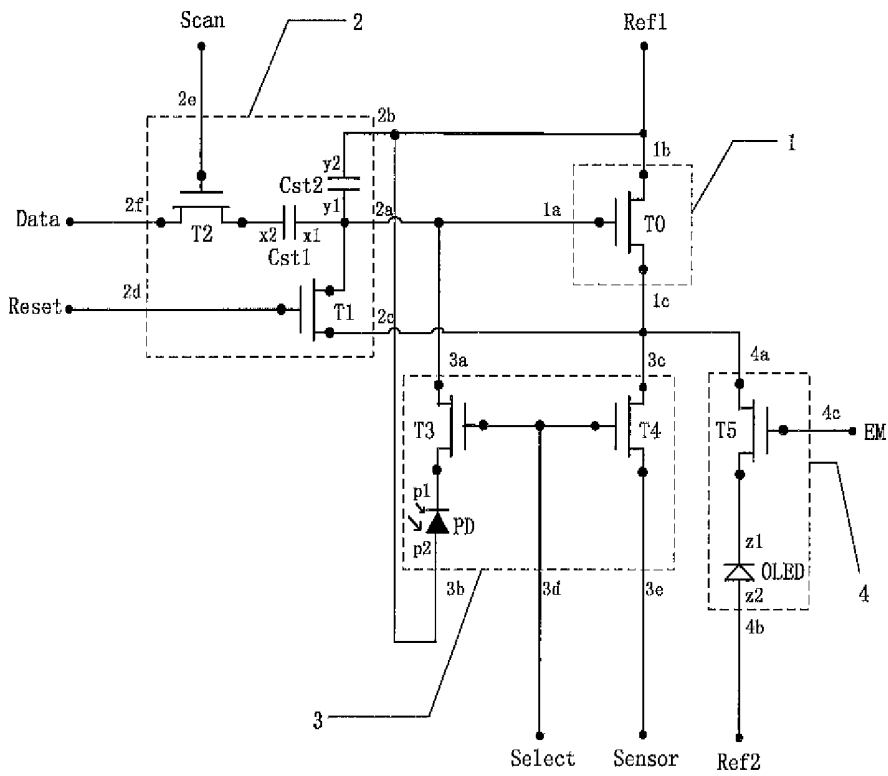 Scan
2
Ref1
2e
2b
1
1b
y2
Cst2
y1
2f
2a
1a
Data
T2
x2
x1
T0
Cst1
2d
T1
1c
Reset
2c
3a
3c
4a
T3
T4
T5
4c
EM
p1
PD
p2
z1
OLED
z2
3b
3d
3e
4b
4
3
Select
Sensor
Ref2